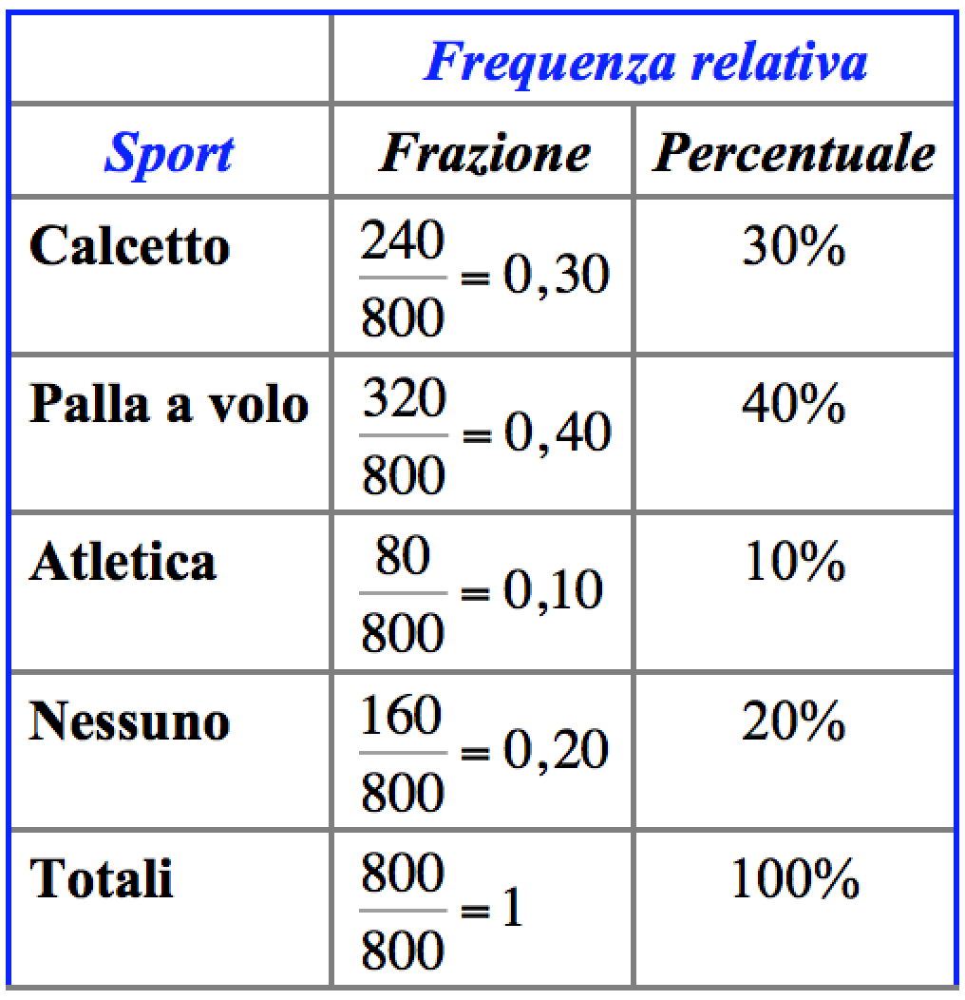 Frequenza relativa
Sport Frazione Percentuale
Calcetto 240/800 = 0,30 30%
Palla a volo 320/800 = 0,40 40%
Atletica 80/800 = 0,10 10%
Nessuno 160/800 = 0,20 20%
Totali 800/800 = 1 100%